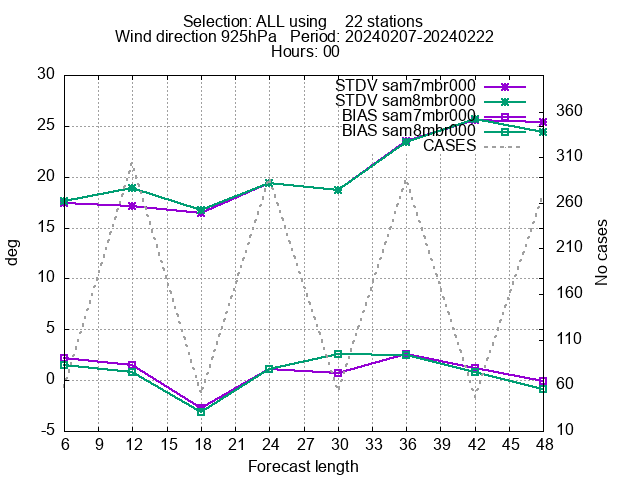 Selection: ALL using    22 stations
Wind direction 925hPa   Period: 20240207-20240222
Hours: 00
STDV sam7mbr000
STDV sam8mbr000
BIAS sam7mbr000
BIAS sam8mbr000
CASES
30
25
20
15
10
5
0
-5
deg
360
310
260
210
160
110
60
10
No cases
6 9 12 15 18 21 24 27 30 33 36 39 42 45 48
Forecast length